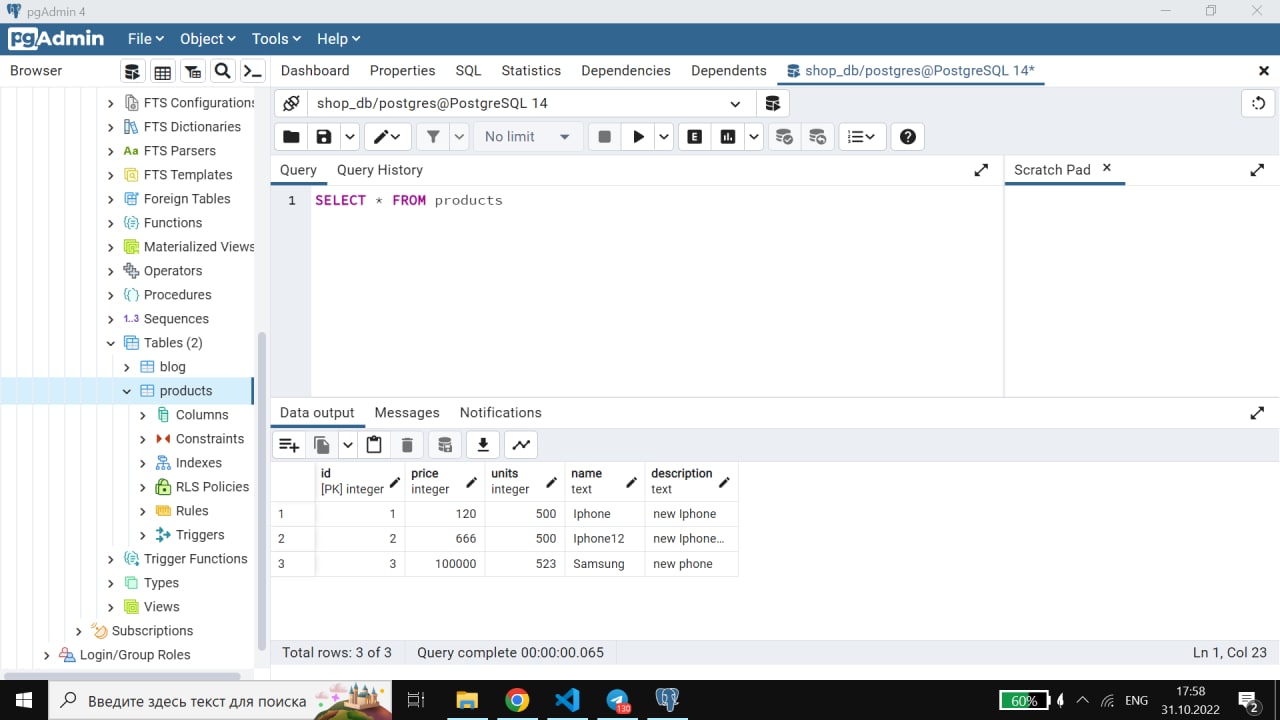 pgAdmin 4
pgAdmin File Object Tools Help
Browser Dashboard Properties SQL Statistics Dependencies Dependents shop_db/postgres@PostgreSQL 14*
FTS Configurations
FTS Dictionaries
Aa FTS Parsers
FTS Templates
Foreign Tables
Functions
Materialized Views
Operators
Procedures
1..3 Sequences
Tables (2)
blog
products
Columns
Constraints
Indexes
RLS Policies
Rules
Triggers
Trigger Functions
Types
Views
Subscriptions
Login/Group Roles
shop_db/postgres@PostgreSQL 14
No limit E
Query Query History Scratch Pad
1 SELECT * FROM products
Data output Messages Notifications
id price units name description
[PK] integer integer integer text text
1 1 120 500 Iphone new Iphone
2 2 666 500 Iphone12 new Iphone...
3 3 100000 523 Samsung new phone
Total rows: 3 of 3 Query complete 00:00:00.065 Ln 1, Col 23
Введите здесь текст для поиска 130 60% ENG 17:58
31.10.2022 2